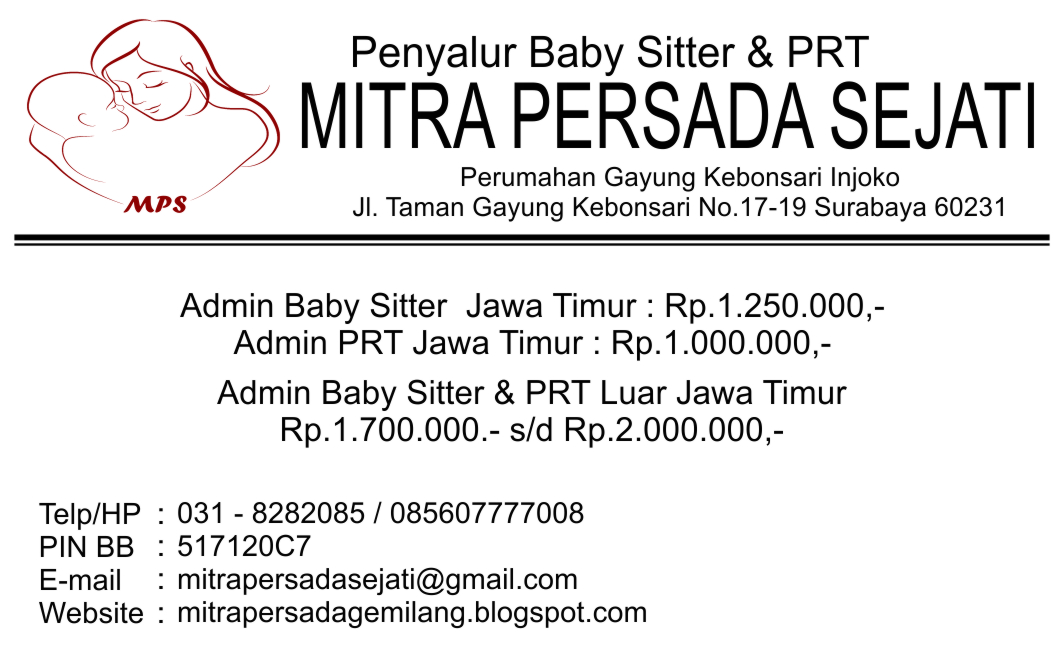 Penyalur Baby Sitter & PRT
MITRA PERSADA SEJATI
Perumahan Gayung Kebonsari Injoko
Jl. Taman Gayung Kebonsari No.17-19 Surabaya 60231
MPS
Admin Baby Sitter  Jawa Timur : Rp.1.250.000,-
Admin PRT Jawa Timur : Rp.1.000.000,-
Admin Baby Sitter & PRT Luar Jawa Timur
Rp.1.700.000.- s/d Rp.2.000.000,-
Telp/HP : 031 - 8282085 / 085607777008
PIN BB : 517120C7
E-mail : mitrapersadasejati@gmail.com
Website : mitrapersadagemilang.blogspot.com